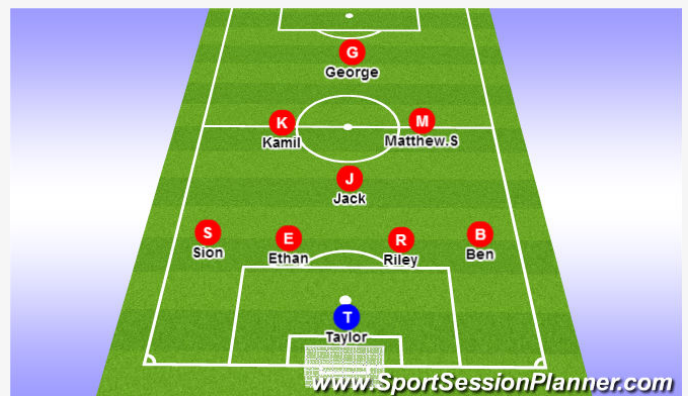 G
George
K
M
Kamil
Matthew.S
J
Jack
S
E
R
B
Sion
Ethan
Riley
Ben
T
Taylor
www.SportSessionPlanner.com